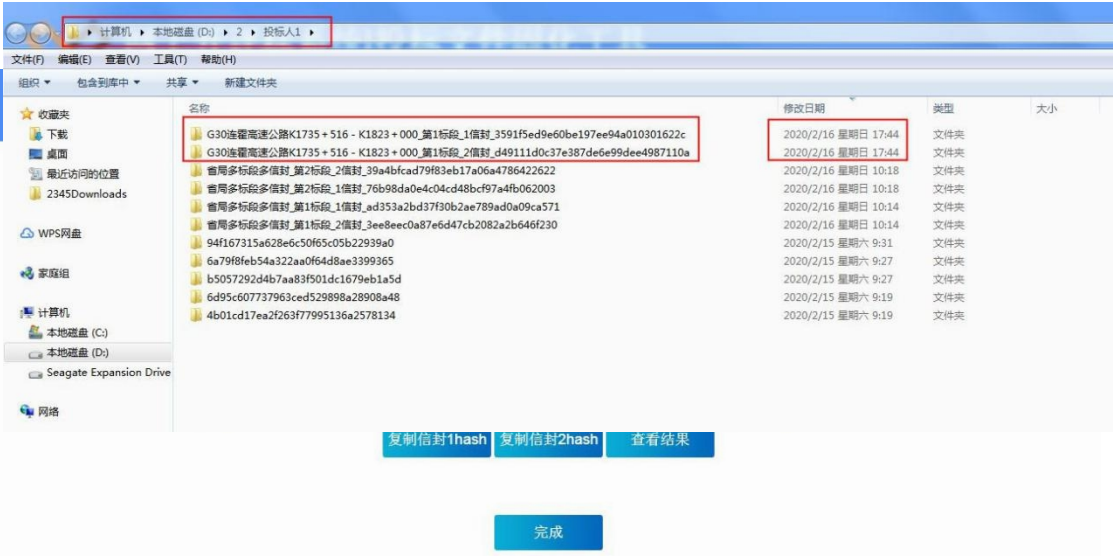 计算机 ▸ 本地磁盘 (D:) ▸ 2 ▸ 投标人1 ▸
文件(F) 编辑(E) 查看(V) 工具(T) 帮助(H)
组织 包含到库中 共享 新建文件夹
名称 修改日期 类型 大小
收藏夹
下载
桌面
最近访问的位置
2345Downloads
WPS网盘
家庭组
计算机
本地磁盘 (C:)
本地磁盘 (D:)
Seagate Expansion Drive
网络
G30连霍高速公路K1735+516-K1823+000_第1标段_1信封_3591f5ed9e60be197ee94a010301622c 2020/2/16 星期日 17:44 文件夹
G30连霍高速公路K1735+516-K1823+000_第1标段_2信封_d49111d0c37e387de6e99dee4987110a 2020/2/16 星期日 17:44 文件夹
省局多标段多信封_第2标段_2信封_39a4bfcad79f83eb17a06a4786422622 2020/2/16 星期日 10:18 文件夹
省局多标段多信封_第2标段_1信封_76b98da0e4c04cd48bcf97a4fb062003 2020/2/16 星期日 10:18 文件夹
省局多标段多信封_第1标段_1信封_ad353a2bd37f30b2ae789ad0a09ca571 2020/2/16 星期日 10:14 文件夹
省局多标段多信封_第1标段_2信封_3ee8eec0a87e6d47cb2082a2b646f230 2020/2/16 星期日 10:14 文件夹
94f167315a628e6c50f65c05b22939a0 2020/2/15 星期六 9:31 文件夹
6a79f8feb54a322aa0f64d8ae3399365 2020/2/15 星期六 9:27 文件夹
b5057292d4b7aa83f501dc1679eb1a5d 2020/2/15 星期六 9:27 文件夹
6d95c607737963ced529898a28908a48 2020/2/15 星期六 9:19 文件夹
4b01cd17ea2f263f77995136a2578134 2020/2/15 星期六 9:19 文件夹
复制信封1hash 复制信封2hash 查看结果
完成